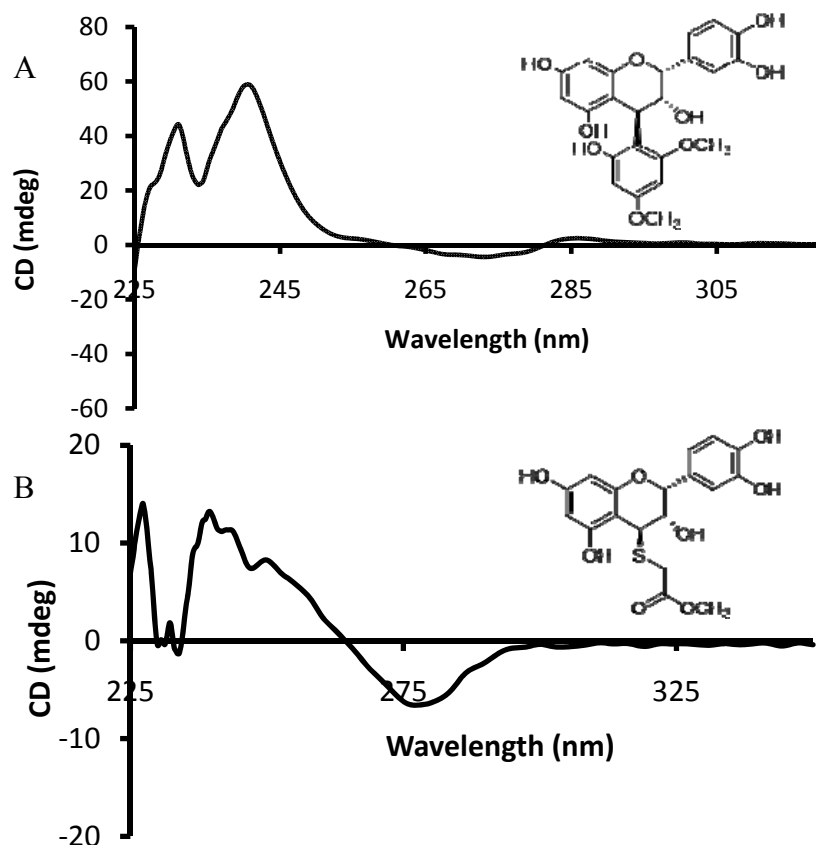 A
CD (mdeg)
80
60
40
20
0
-20
-40
-60
225
245
265
285
305
Wavelength (nm)
HO
O
OH
OH
OH
OH
HO
OCH3
OCH3
B
CD (mdeg)
20
10
0
-10
-20
225
275
325
Wavelength (nm)
HO
O
OH
OH
OH
OH
S
O
OCH3